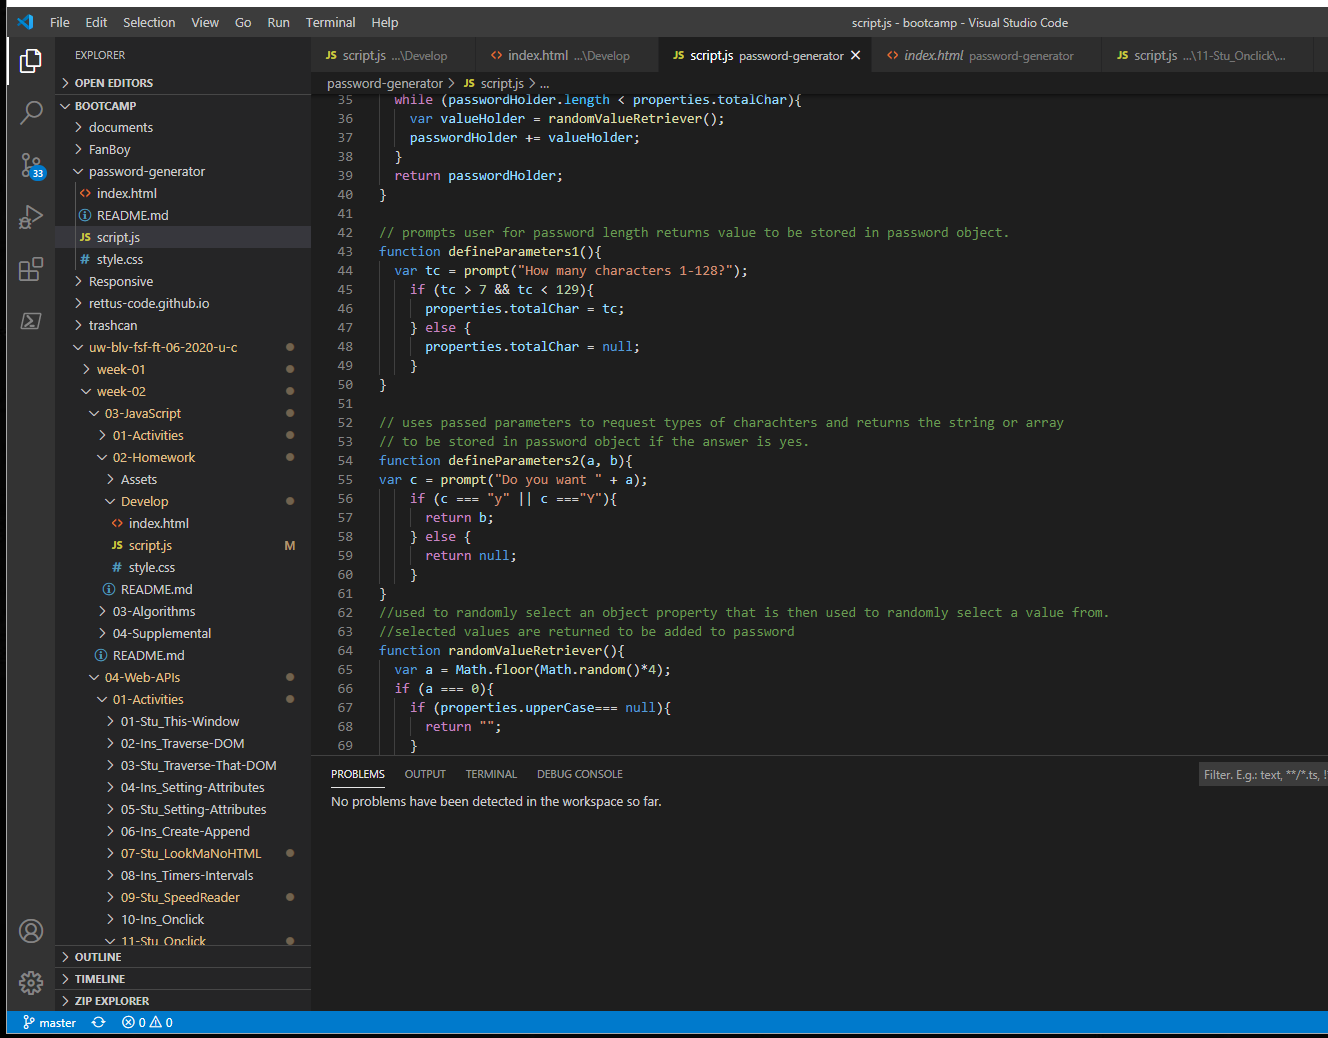 File Edit Selection View Go Run Terminal Help
script.js - bootcamp - Visual Studio Code
EXPLORER
OPEN EDITORS
BOOTCAMP
documents
FanBoy
password-generator
<> index.html
README.md
JS script.js
# style.css
Responsive
rettus-code.github.io
trashcan
uw-blv-fsf-ft-06-2020-u-c
week-01
week-02
03-JavaScript
01-Activities
02-Homework
Assets
Develop
<> index.html
JS script.js M
# style.css
README.md
03-Algorithms
04-Supplemental
README.md
04-Web-APIs
01-Activities
01-Stu_This-Window
02-Ins_Traverse-DOM
03-Stu_Traverse-That-DOM
04-Ins_Setting-Attributes
05-Stu_Setting-Attributes
06-Ins_Create-Append
07-Stu_LookMaNoHTML
08-Ins_Timers-Intervals
09-Stu_SpeedReader
10-Ins_Onclick
11-Stu_Onclick
OUTLINE
TIMELINE
ZIP EXPLORER
33
JS script.js ...\Develop <> index.html ...\Develop JS script.js password-generator <> index.html password-generator JS script.js ...\11-Stu_Onclick\...
password-generator > JS script.js > ...
35 while (passwordHolder.length < properties.totalChar){
36 var valueHolder = randomValueRetriever();
37 passwordHolder += valueHolder;
38 }
39 return passwordHolder;
40 }
41
42 // prompts user for password length returns value to be stored in password object.
43 function defineParameters1(){
44 var tc = prompt("How many characters 1-128?");
45 if (tc > 7 && tc < 129){
46 properties.totalChar = tc;
47 } else {
48 properties.totalChar = null;
49 }
50 }
51
52 // uses passed parameters to request types of charachters and returns the string or array
53 // to be stored in password object if the answer is yes.
54 function defineParameters2(a, b){
55 var c = prompt("Do you want " + a);
56 if (c === "y" || c ==="Y"){
57 return b;
58 } else {
59 return null;
60 }
61 }
62 //used to randomly select an object property that is then used to randomly select a value from.
63 //selected values are returned to be added to password
64 function randomValueRetriever(){
65 var a = Math.floor(Math.random()*4);
66 if (a === 0){
67 if (properties.upperCase=== null){
68 return "";
69 }
PROBLEMS OUTPUT TERMINAL DEBUG CONSOLE
Filter. E.g.: text, **/*.ts, !
No problems have been detected in the workspace so far.
master 0 0